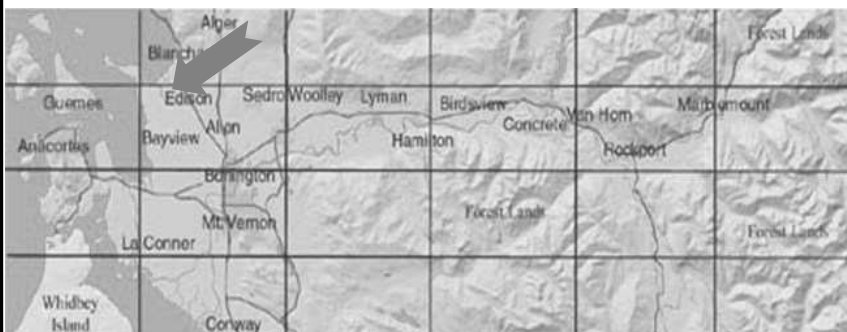 Alger
Blancha
Forest Lands
Edison
Sedro Woolley
Lyman
Birdsview
Guemes
Marblemount
Concrete
Van Horn
Bayview
Allen
Hamilton
Anacortes
Rockport
Burlington
Forest Lands
Mt. Vernon
Forest Lands
La Conner
Whidbey
Island
Conway